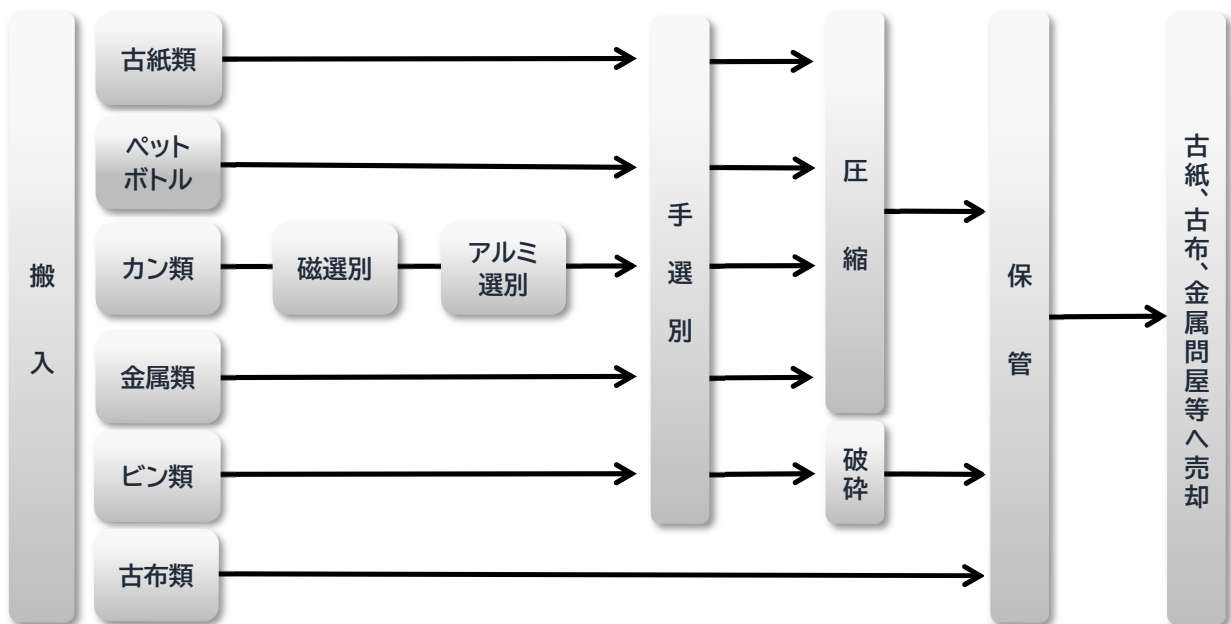 搬入
古紙類
ペット
ボトル
カン類
磁選別
アルミ
選別
金属類
ビン類
古布類
手選別
圧縮
破砕
保管
古紙、古布、金属問屋等へ売却